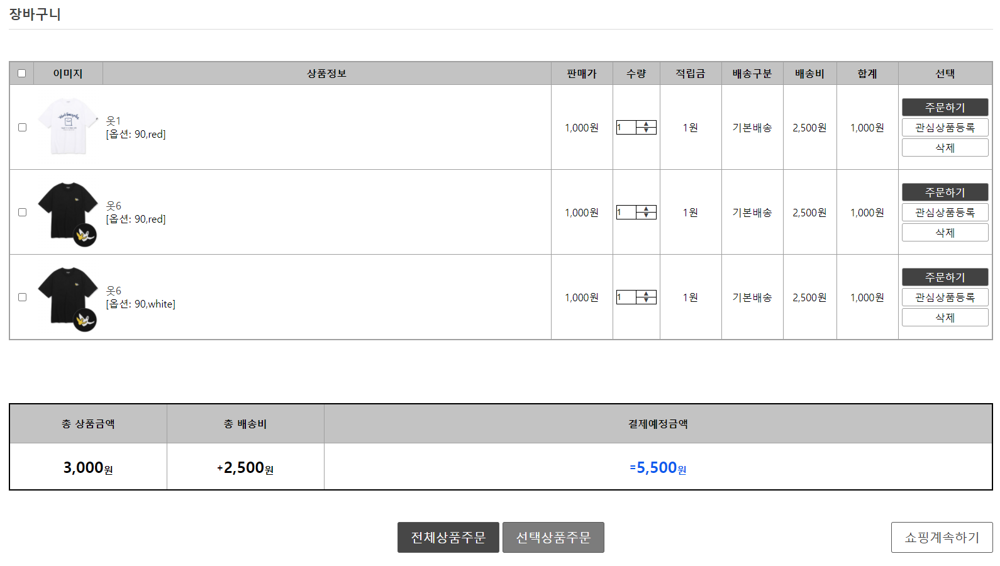 장바구니
이미지 상품정보 판매가 수량 적립금 배송구분 배송비 합계 선택
옷1
[옵션: 90,red]
1,000원 1 1원 기본배송 2,500원 1,000원
주문하기
관심상품등록
삭제
옷6
[옵션: 90,red]
1,000원 1 1원 기본배송 2,500원 1,000원
주문하기
관심상품등록
삭제
옷6
[옵션: 90,white]
1,000원 1 1원 기본배송 2,500원 1,000원
주문하기
관심상품등록
삭제
총 상품금액 총 배송비 결제예정금액
3,000원 +2,500원 =5,500원
전체상품주문 선택상품주문 쇼핑계속하기